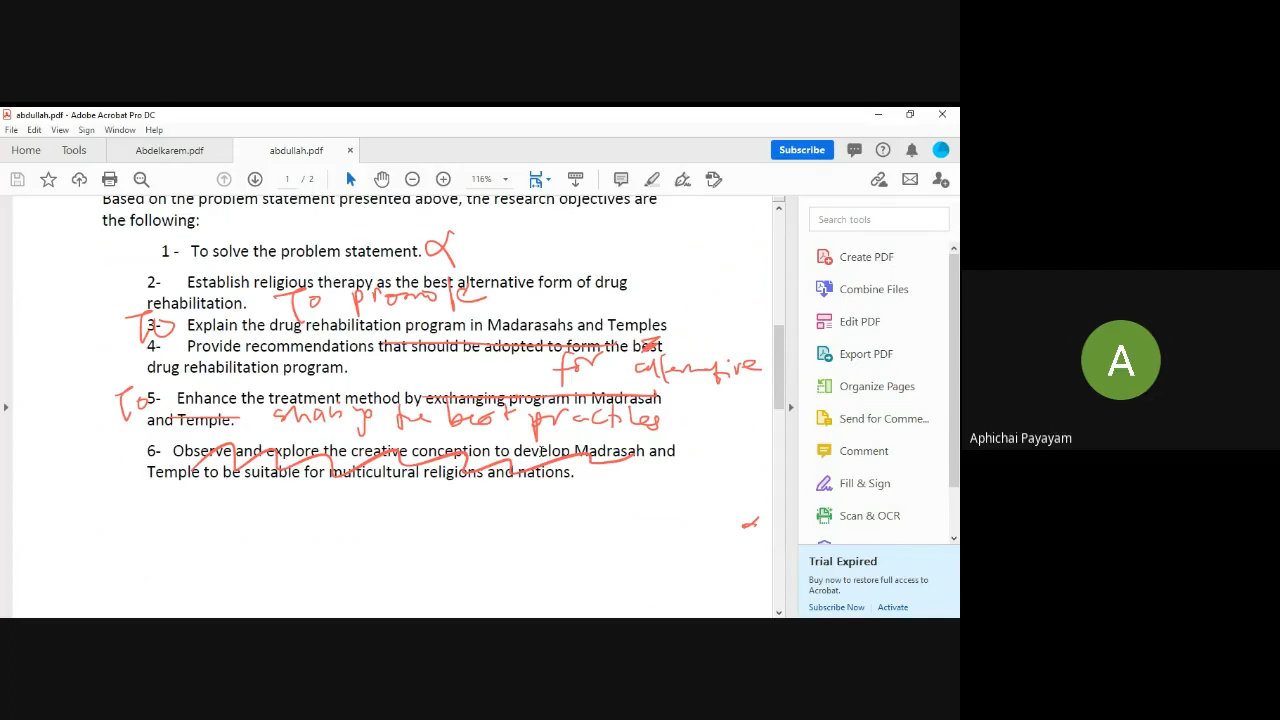 abdullah.pdf - Adobe Acrobat Pro DC
File Edit View Sign Window Help
Home Tools Abdelkarem.pdf abdullah.pdf × Subscribe
1 / 2 116%
Based on the problem statement presented above, the research objectives are
the following:
1 - To solve the problem statement.
2- Establish religious therapy as the best alternative form of drug
rehabilitation. To promote
To
3- Explain the drug rehabilitation program in Madarasahs and Temples
4- Provide recommendations that should be adopted to form the best
for alternative
drug rehabilitation program.
To
5- Enhance the treatment method by exchanging program in Madrasah
and Temple. sharing the best practices
6- Observe and explore the creative conception to develop Madrasah and
Temple to be suitable for multicultural religions and nations.
Search tools
Create PDF
Combine Files
Edit PDF
Export PDF
Organize Pages
Send for Comme...
Comment
Fill & Sign
Scan & OCR
Trial Expired
Buy now to restore full access to
Acrobat.
Subscribe Now Activate
A
Aphichai Payayam